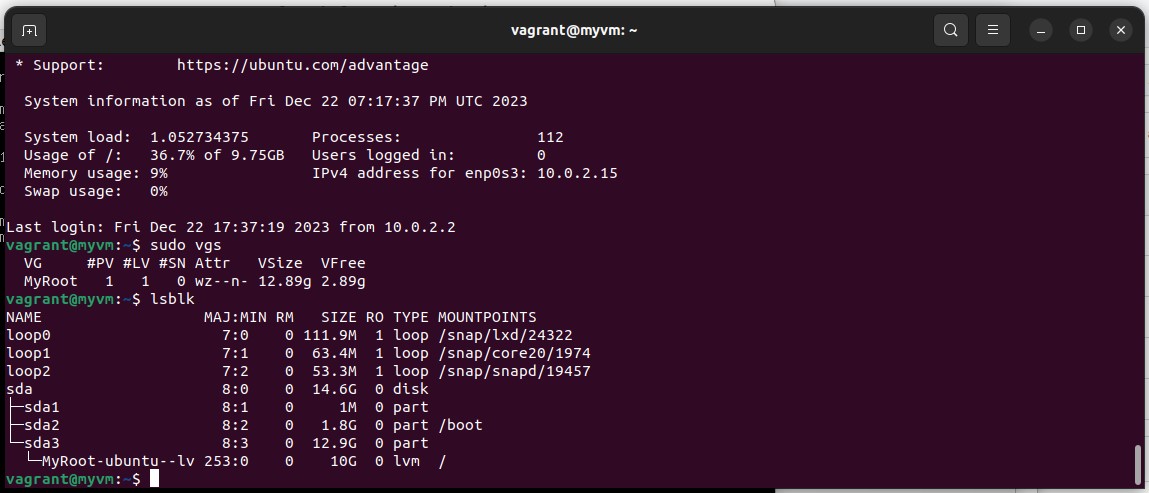 vagrant@myvm: ~
* Support:        https://ubuntu.com/advantage
System information as of Fri Dec 22 07:17:37 PM UTC 2023
System load:  1.052734375       Processes:               112
Usage of /:   36.7% of 9.75GB   Users logged in:         0
Memory usage: 9%                IPv4 address for enp0s3: 10.0.2.15
Swap usage:   0%
Last login: Fri Dec 22 17:37:19 2023 from 10.0.2.2
vagrant@myvm:~$ sudo vgs
  VG     #PV #LV #SN Attr   VSize  VFree
  MyRoot   1   1   0 wz--n- 12.89g 2.89g
vagrant@myvm:~$ lsblk
NAME                  MAJ:MIN RM   SIZE RO TYPE MOUNTPOINTS
loop0                   7:0    0 111.9M  1 loop /snap/lxd/24322
loop1                   7:1    0  63.4M  1 loop /snap/core20/1974
loop2                   7:2    0  53.3M  1 loop /snap/snapd/19457
sda                     8:0    0  14.6G  0 disk
├─sda1                  8:1    0     1M  0 part
├─sda2                  8:2    0   1.8G  0 part /boot
└─sda3                  8:3    0  12.9G  0 part
  └─MyRoot-ubuntu--lv 253:0    0    10G  0 lvm  /
vagrant@myvm:~$